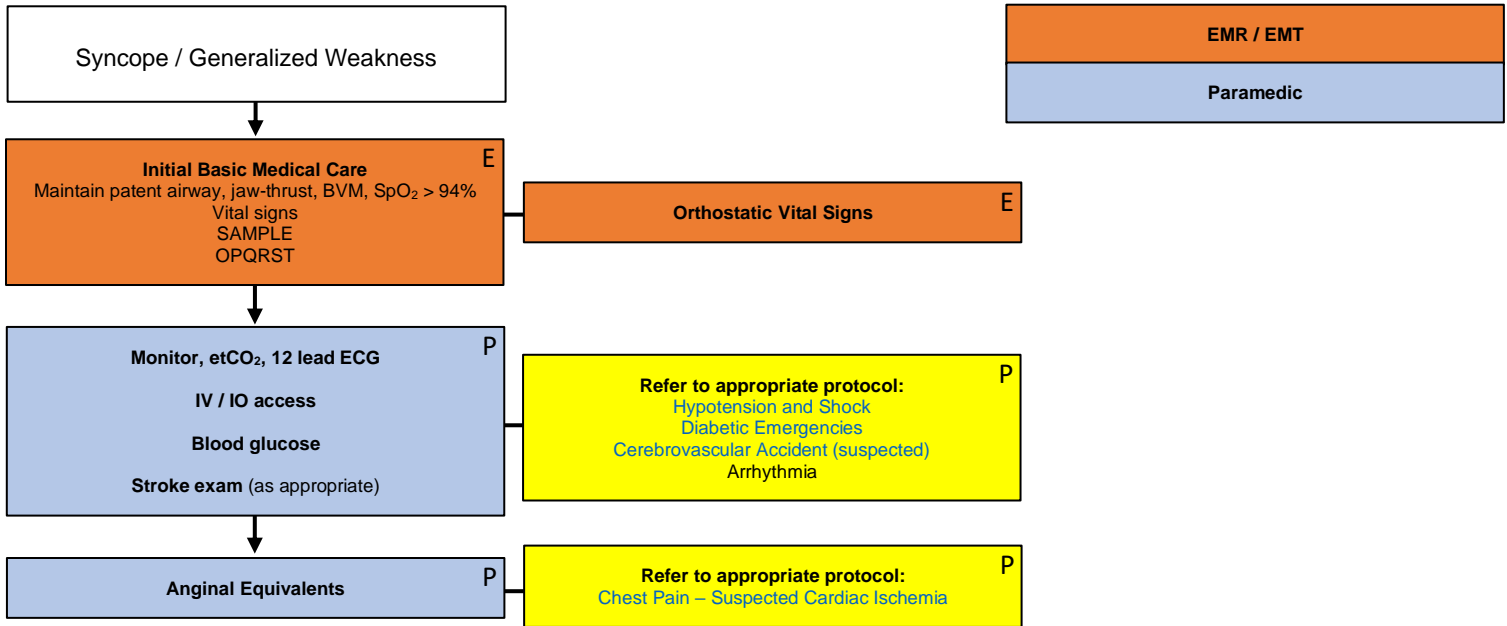 Syncope / Generalized Weakness
EMR / EMT
Paramedic
E
Initial Basic Medical Care
Maintain patent airway, jaw-thrust, BVM, SpO₂ > 94%
Vital signs
SAMPLE
OPQRST
E
Orthostatic Vital Signs
P
Monitor, etCO₂, 12 lead ECG
IV / IO access
Blood glucose
Stroke exam (as appropriate)
P
Refer to appropriate protocol:
Hypotension and Shock
Diabetic Emergencies
Cerebrovascular Accident (suspected)
Arrhythmia
P
Anginal Equivalents
P
Refer to appropriate protocol:
Chest Pain – Suspected Cardiac Ischemia